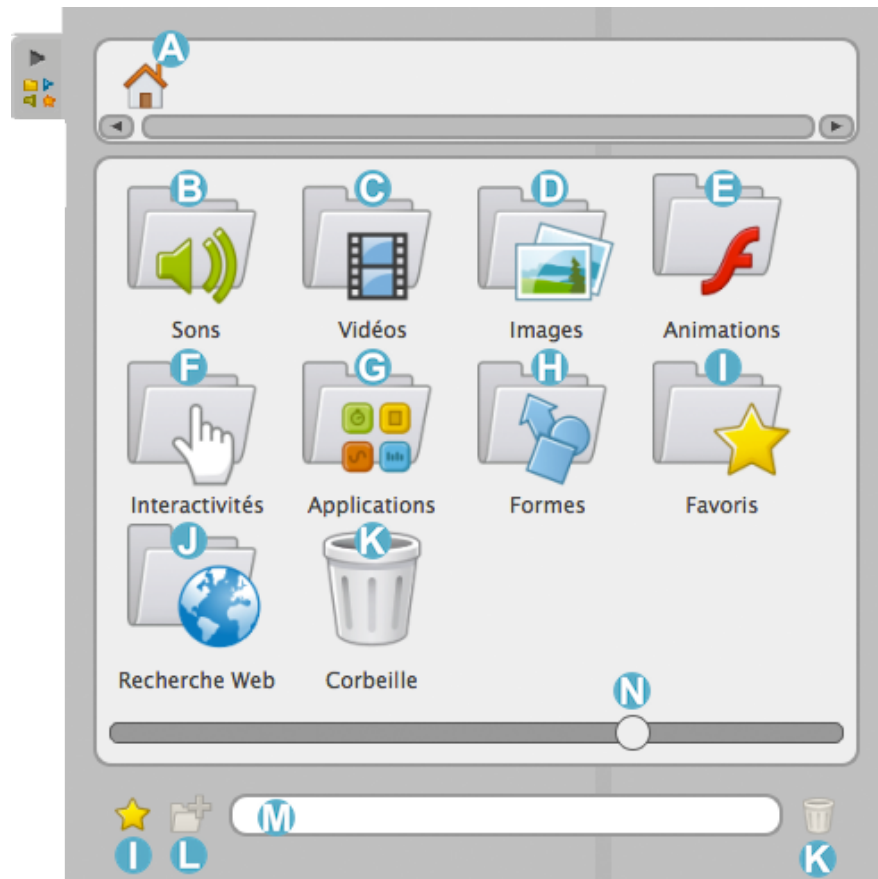 A
B C D E
Sons Vidéos Images Animations
F G H I
Interactivités Applications Formes Favoris
J K
Recherche Web Corbeille
N
M
I L K